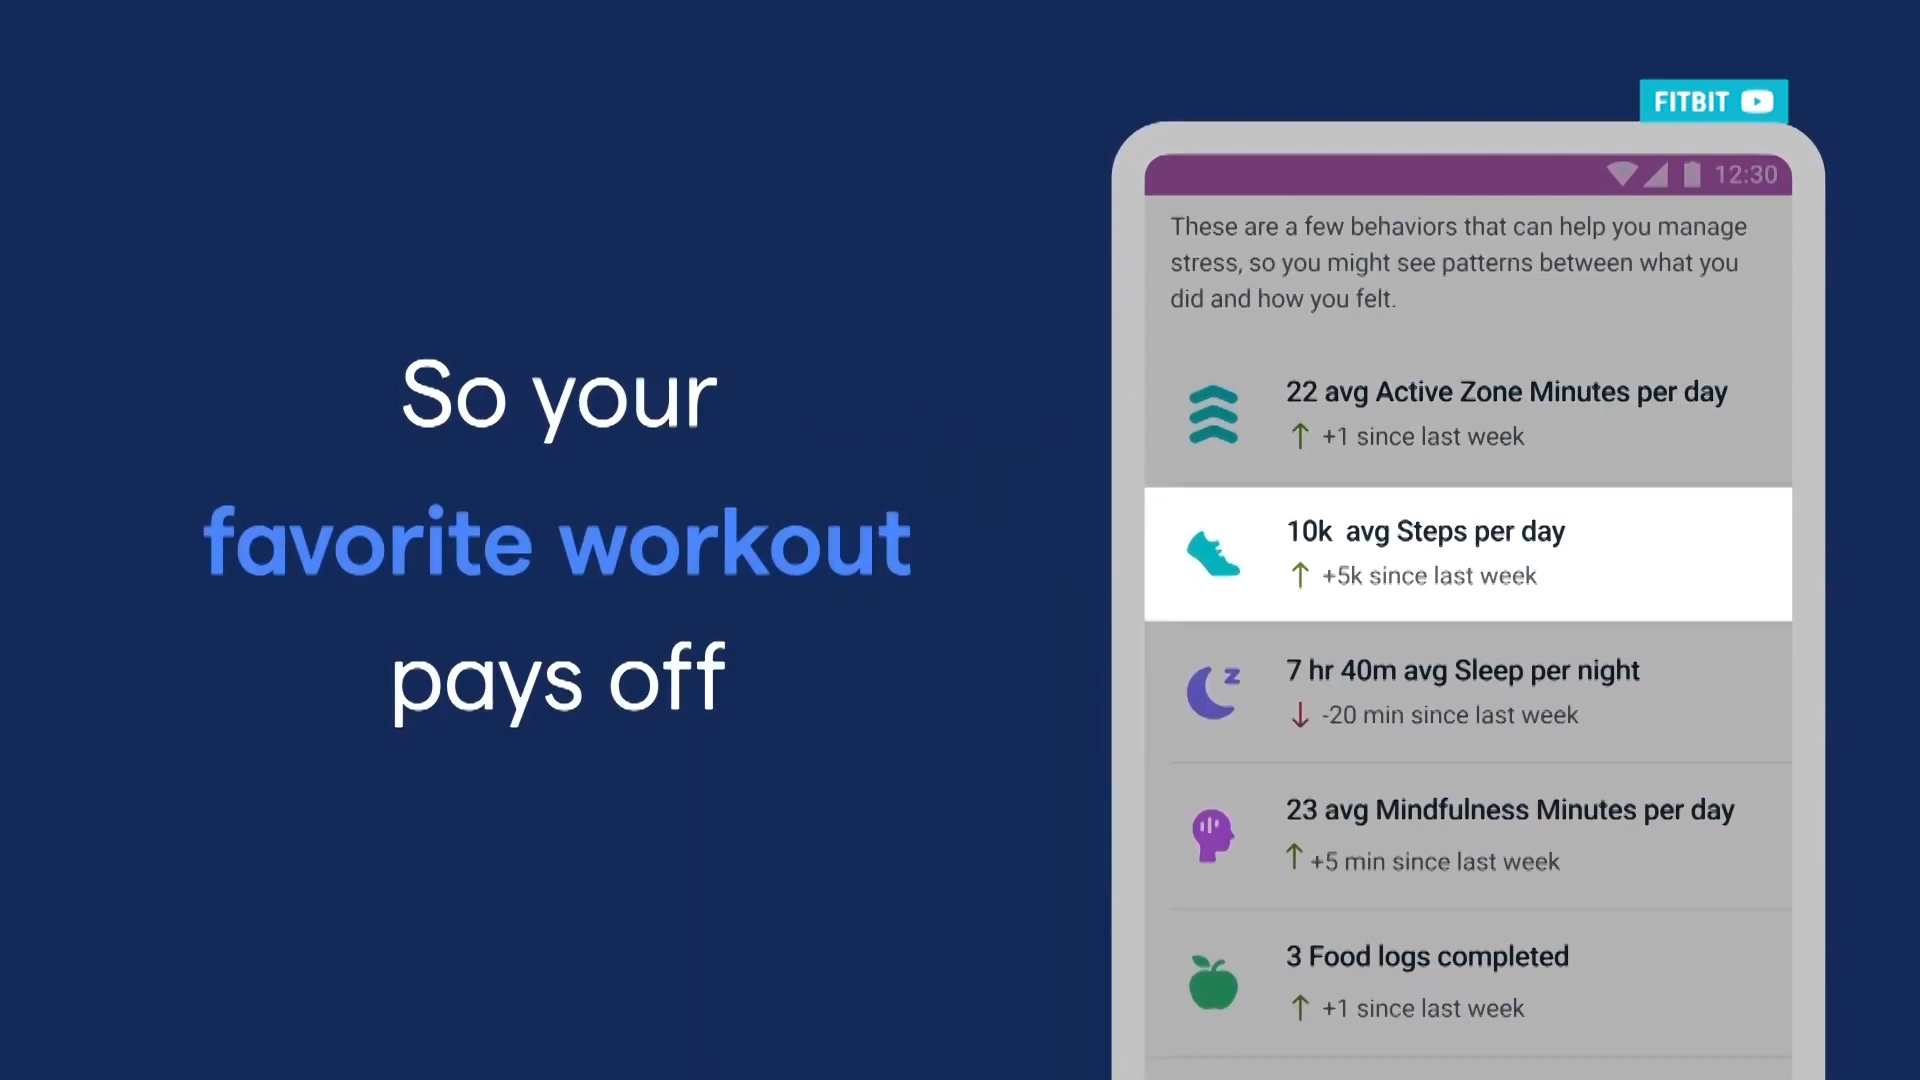 So your
favorite workout
pays off
FITBIT
12:30
These are a few behaviors that can help you manage
stress, so you might see patterns between what you
did and how you felt.
22 avg Active Zone Minutes per day
↑ +1 since last week
10k avg Steps per day
↑ +5k since last week
z
7 hr 40m avg Sleep per night
↓ -20 min since last week
23 avg Mindfulness Minutes per day
↑ +5 min since last week
3 Food logs completed
↑ +1 since last week